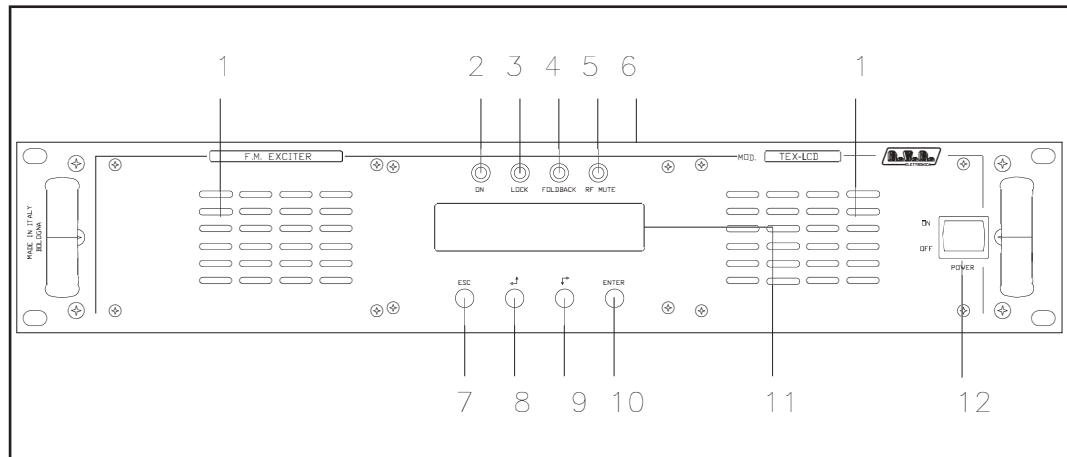 1 2 3 4 5 6 1
F.M. EXCITER MOD. TEX-LCD R.V.R. ELETTRONICA
ON LOCK FOLDBACK RF MUTE
MADE IN ITALY
BOLOGNA
ON
OFF
POWER
ESC ENTER
7 8 9 10 11 12